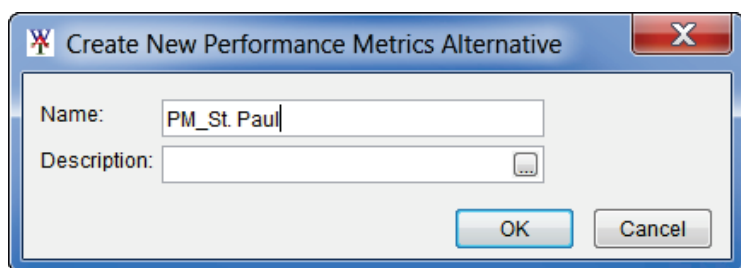 Create New Performance Metrics Alternative
Name: PM_St. Paul
Description: ...
OK Cancel